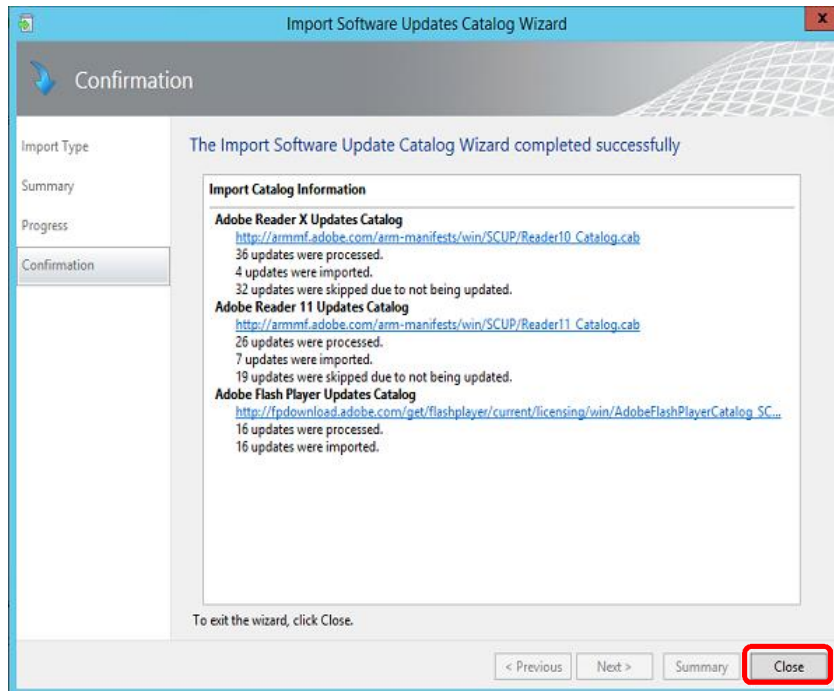 Import Software Updates Catalog Wizard
x
Confirmation
Import Type
Summary
Progress
Confirmation
The Import Software Update Catalog Wizard completed successfully
Import Catalog Information
Adobe Reader X Updates Catalog
http://armmf.adobe.com/arm-manifests/win/SCUP/Reader10_Catalog.cab
36 updates were processed.
4 updates were imported.
32 updates were skipped due to not being updated.
Adobe Reader 11 Updates Catalog
http://armmf.adobe.com/arm-manifests/win/SCUP/Reader11_Catalog.cab
26 updates were processed.
7 updates were imported.
19 updates were skipped due to not being updated.
Adobe Flash Player Updates Catalog
http://fpdownload.adobe.com/get/flashplayer/current/licensing/win/AdobeFlashPlayerCatalog_SC...
16 updates were processed.
16 updates were imported.
To exit the wizard, click Close.
< Previous Next > Summary Close